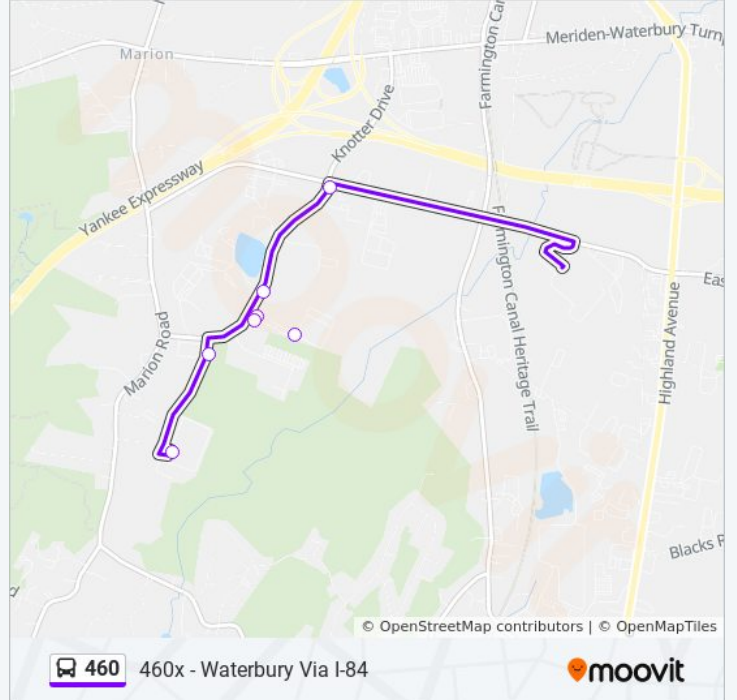 Meriden-Waterbury Turnp
Marion
Farmington Can
Knotter Drive
Yankee Expressway
Farmington Canal Heritage Trail
Eas
Highland Avenue
Marion Road
Blacks R
d
© OpenStreetMap contributors | © OpenMapTiles
460 460x - Waterbury Via I-84 moovit